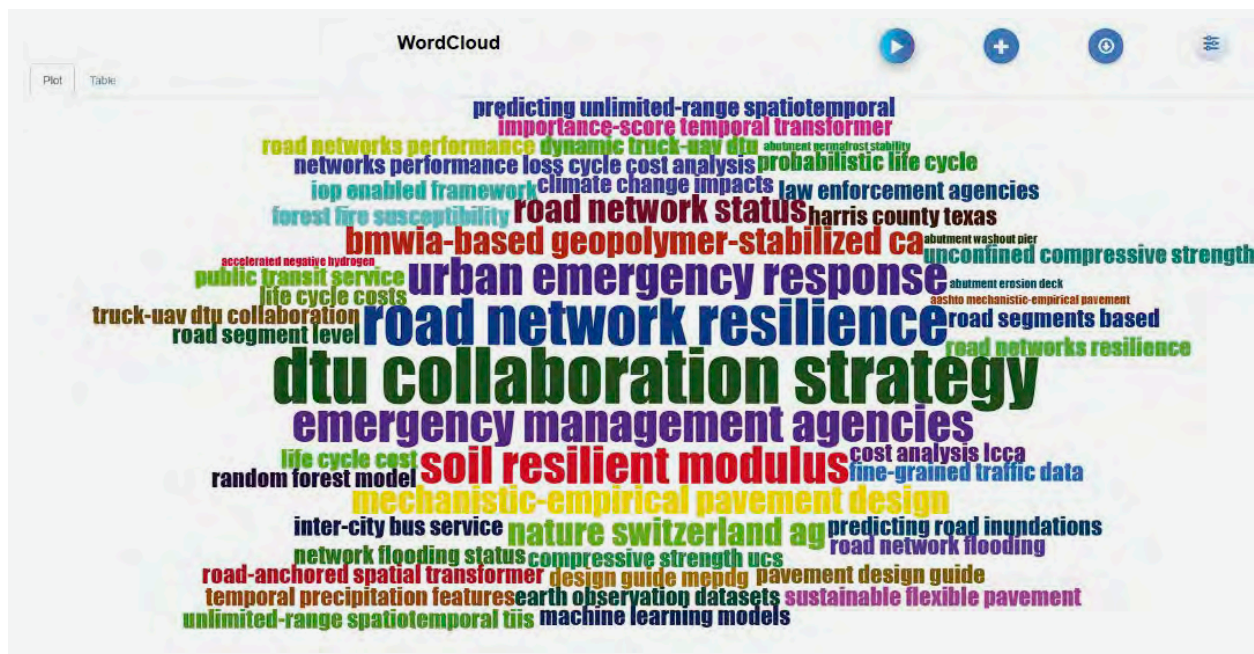 WordCloud
Plot Table
predicting unlimited-range spatiotemporal
importance-score temporal transformer
road networks performance dynamic truck-uav dtu abutment permafrost stability
networks performance loss cycle cost analysis probabilistic life cycle
iop enabled framework climate change impacts law enforcement agencies
forest fire susceptibility road network status harris county texas
bmwia-based geopolymer-stabilized ca abutment washout pier
unconfined compressive strength
accelerated negative hydrogen
public transit service urban emergency response abutment erosion deck
life cycle costs aashto mechanistic-empirical pavement
truck-uav dtu collaboration road network resilience road segments based
road segment level road networks resilience
dtu collaboration strategy
emergency management agencies
life cycle cost soil resilient modulus cost analysis lcca
random forest model fine-grained traffic data
mechanistic-empirical pavement design
inter-city bus service nature switzerland ag predicting road inundations
road network flooding
network flooding status compressive strength ucs
road-anchored spatial transformer design guide mepdg pavement design guide
temporal precipitation features earth observation datasets sustainable flexible pavement
unlimited-range spatiotemporal tiis machine learning models